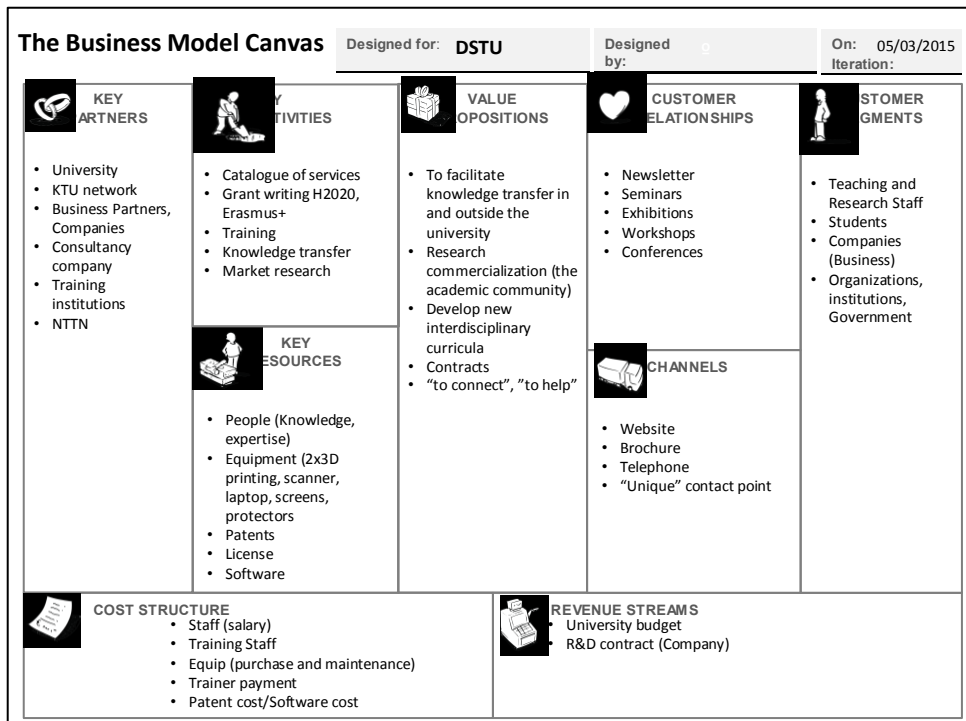 The Business Model Canvas
Designed for: DSTU
Designed
by:
On: 05/03/2015
Iteration:
KEY
ARTNERS
• University
• KTU network
• Business Partners,
Companies
• Consultancy
company
• Training
institutions
• NTTN
Y
TIVITIES
• Catalogue of services
• Grant writing H2020,
Erasmus+
• Training
• Knowledge transfer
• Market research
KEY
ESOURCES
• People (Knowledge,
expertise)
• Equipment (2x3D
printing, scanner,
laptop, screens,
protectors
• Patents
• License
• Software
VALUE
OPOSITIONS
• To facilitate
knowledge transfer in
and outside the
university
• Research
commercialization (the
academic community)
• Develop new
interdisciplinary
curricula
• Contracts
• “to connect”, ”to help”
CUSTOMER
ELATIONSHIPS
• Newsletter
• Seminars
• Exhibitions
• Workshops
• Conferences
CHANNELS
• Website
• Brochure
• Telephone
• “Unique” contact point
STOMER
GMENTS
• Teaching and
Research Staff
• Students
• Companies
(Business)
• Organizations,
institutions,
Government
COST STRUCTURE
• Staff (salary)
• Training Staff
• Equip (purchase and maintenance)
• Trainer payment
• Patent cost/Software cost
REVENUE STREAMS
• University budget
• R&D contract (Company)